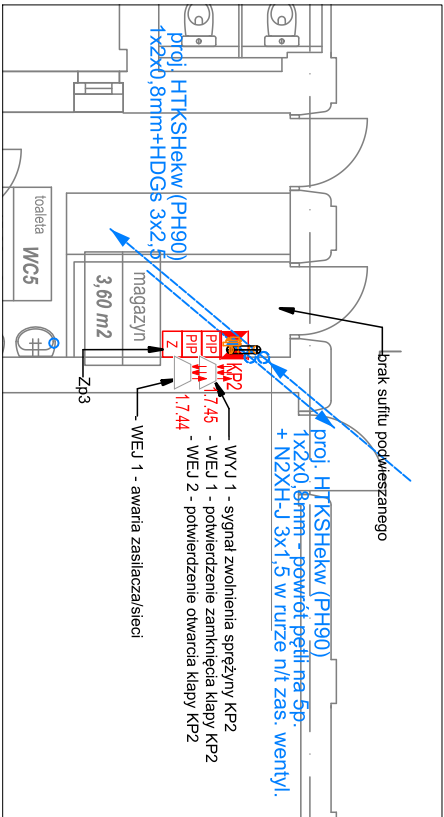 proj. HTKSHekw (PH90)
1x2x0,8mm+HDGs 3x2,5
brak sufitu podwieszanego
proj. HTKSHekw (PH90)
1x2x0,8mm - powrót pętli na 5p.
+ N2XH-J 3x1,5 w rurze n/t zas. wentyl.
toaleta
WC5
magazyn
3,60 m2
KP2
PIP
PIP
Z
1.7.45
1.7.44
Zp3
WYJ 1 - sygnał zwolnienia sprężyny KP2
- WEJ 1 - potwierdzenie zamknięcia klapy KP2
- WEJ 2 - potwierdzenie otwarcia klapy KP2
- WEJ 1 - awaria zasilacza/sieci